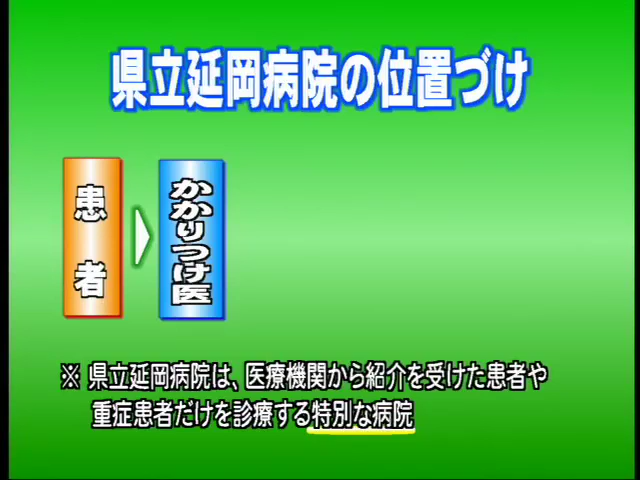 県立延岡病院の位置づけ
患者
かかりつけ医
※ 県立延岡病院は、医療機関から紹介を受けた患者や
重症患者だけを診療する特別な病院